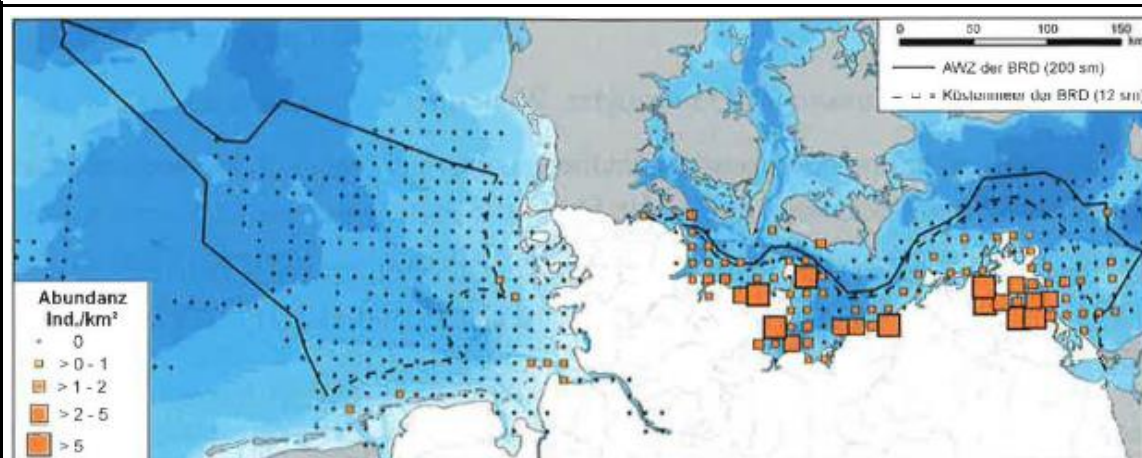 0 50 100 150
km
AWZ der BRD (200 sm)
Küstenmeer der BRD (12 sm)
Abundanz
Ind./km²
0
> 0 - 1
> 1 - 2
> 2 - 5
> 5